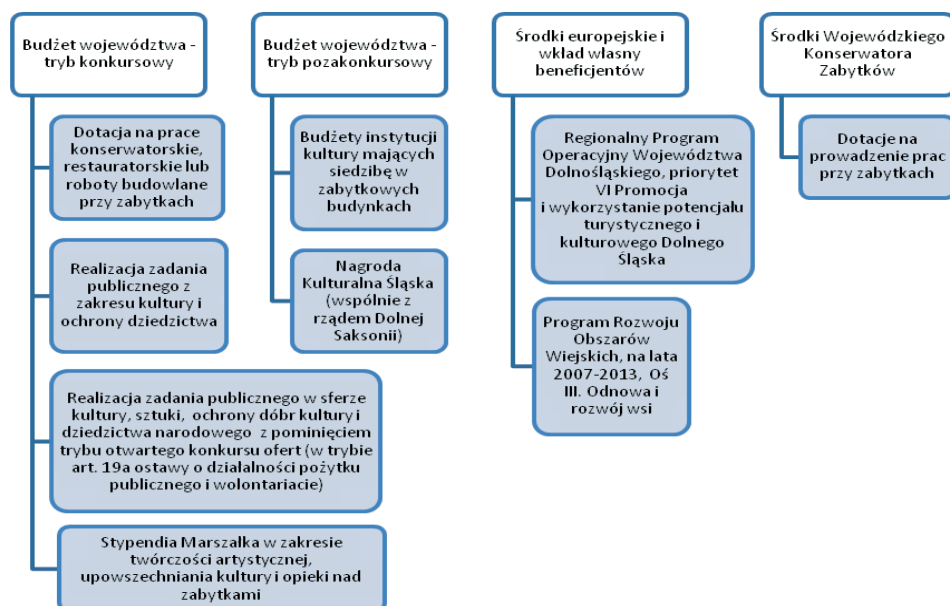 Budżet województwa -
tryb konkursowy
Dotacja na prace
konserwatorskie,
restauratorskie lub
roboty budowlane
przy zabytkach
Realizacja zadania
publicznego z
zakresu kultury i
ochrony dziedzictwa
Realizacja zadania publicznego w sferze
kultury, sztuki, ochrony dóbr kultury i
dziedzictwa narodowego z pominięciem
trybu otwartego konkursu ofert (w trybie
art. 19a ostawy o działalności pożytku
publicznego i wolontariacie)
Stypendia Marszałka w zakresie
twórczości artystycznej,
upowszechniania kultury i opieki nad
zabytkami
Budżet województwa -
tryb pozakonkursowy
Budżety instytucji
kultury mających
siedzibę w
zabytkowych
budynkach
Nagroda
Kulturalna Śląska
(wspólnie z
rządem Dolnej
Saksonii)
Środki europejskie i
wkład własny
beneficjentów
Regionalny Program
Operacyjny Województwa
Dolnośląskiego, priorytet
VI Promocja
i wykorzystanie potencjału
turystycznego i
kulturowego Dolnego
Śląska
Program Rozwoju
Obszarów
Wiejskich, na lata
2007-2013, Oś
III. Odnowa i
rozwój wsi
Środki Wojewódzkiego
Konserwatora
Zabytków
Dotacje na
prowadzenie prac
przy zabytkach